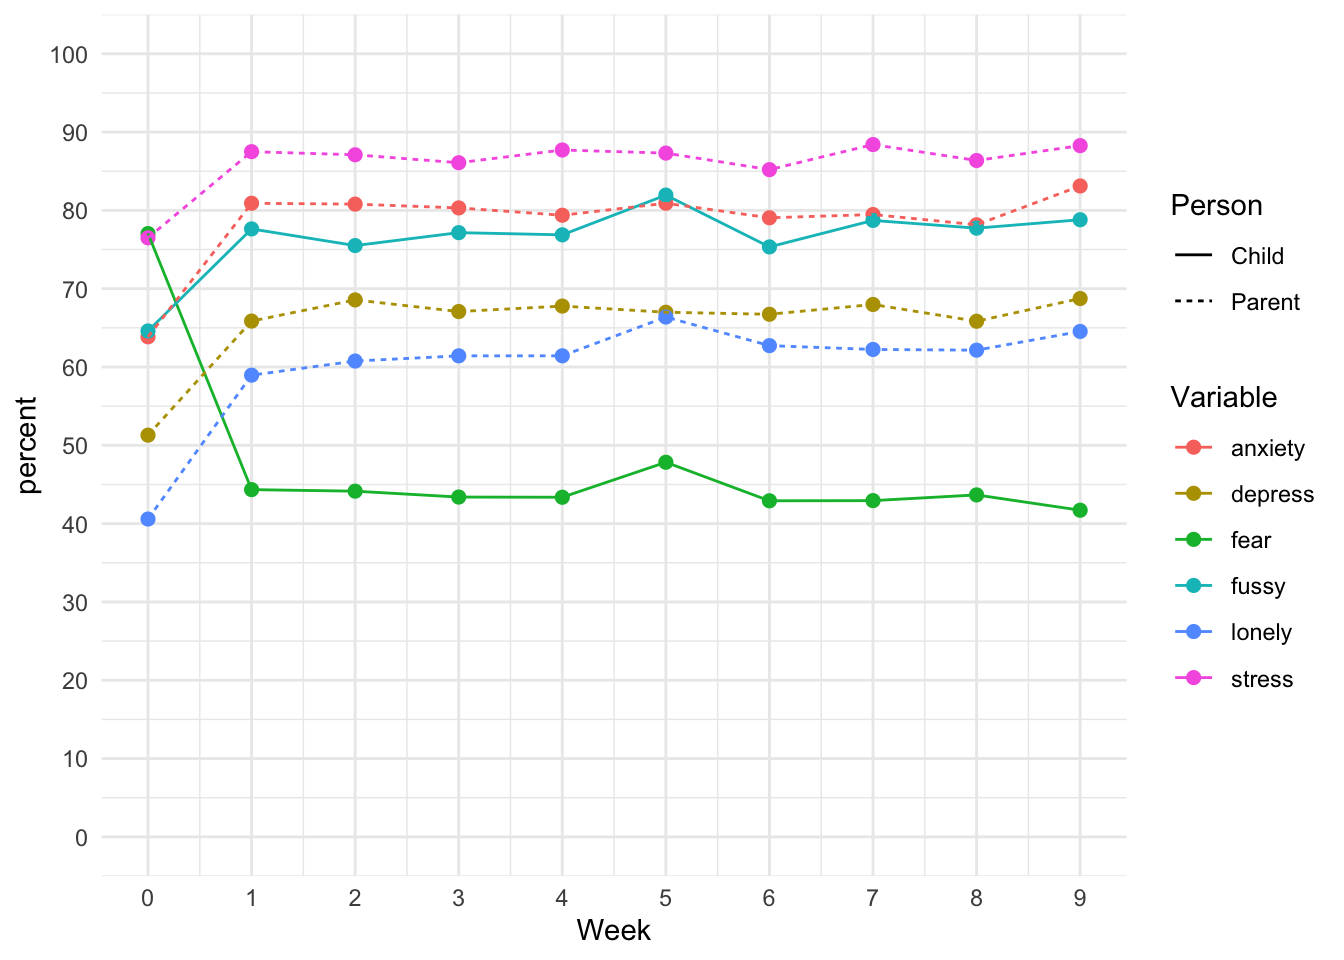 100
90
80
70
60
50
40
30
20
10
0
percent
0 1 2 3 4 5 6 7 8 9
Week
Person
Child
Parent
Variable
anxiety
depress
fear
fussy
lonely
stress